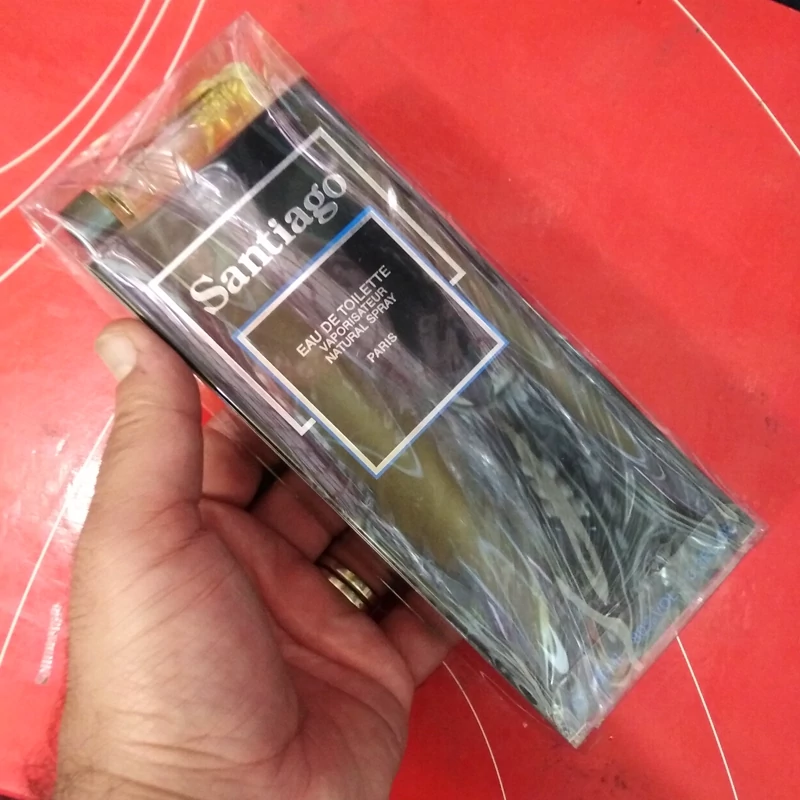 Santiago
EAU DE TOILETTE
VAPORISATEUR
NATURAL SPRAY
PARIS